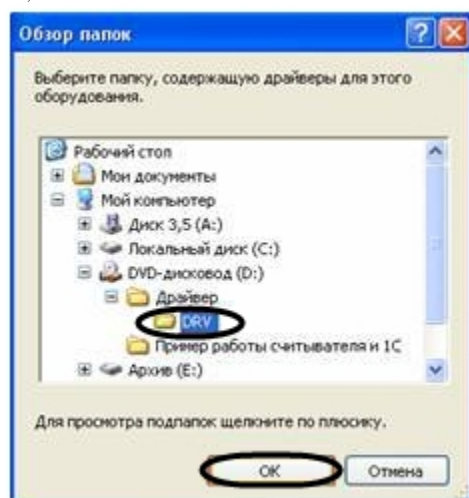 Обзор папок
Выберите папку, содержащую драйверы для этого
оборудования.
Рабочий стол
Мои документы
Мой компьютер
Диск 3,5 (A:)
Локальный диск (C:)
DVD-дисковод (D:)
Драйвер
DRV
Пример работы считывателя и 1С
Архив (E:)
Для просмотра подпапок щелкните по плюсику.
OK Отмена